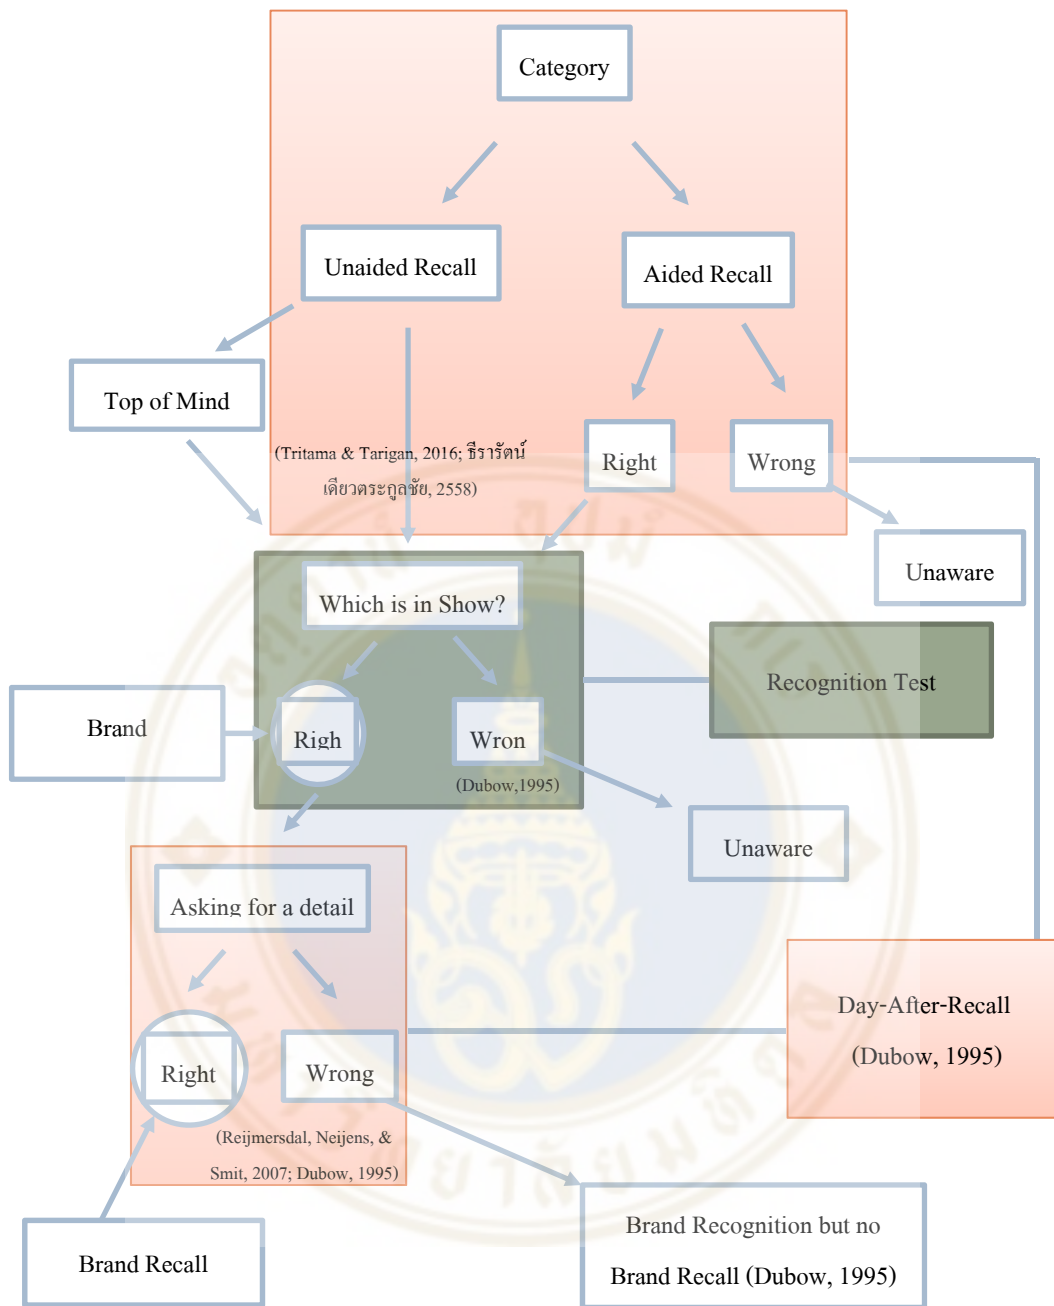 Category
Unaided Recall
Aided Recall
Top of Mind
(Tritama & Tarigan, 2016; ธีรารัตน์
เดียวตระกูลชัย, 2558)
Right
Wrong
Unaware
Which is in Show?
Recognition Test
Brand
Righ
Wron
(Dubow,1995)
Unaware
Asking for a detail
Day-After-Recall
(Dubow, 1995)
Right
Wrong
(Reijmersdal, Neijens, &
Smit, 2007; Dubow, 1995)
Brand Recall
Brand Recognition but no
Brand Recall (Dubow, 1995)